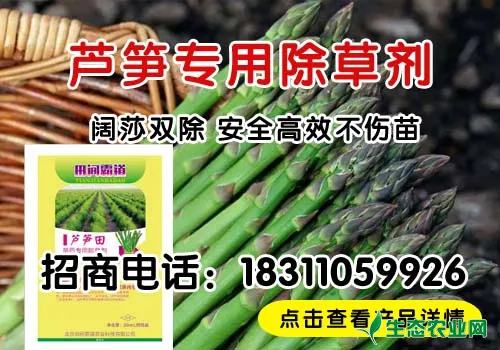 芦笋专用除草剂
阔莎双除 安全高效不伤苗
田间霸道
TIANJIANBADAO
芦笋田
招商电话：18311059926
点击查看产品详情
生态农业网